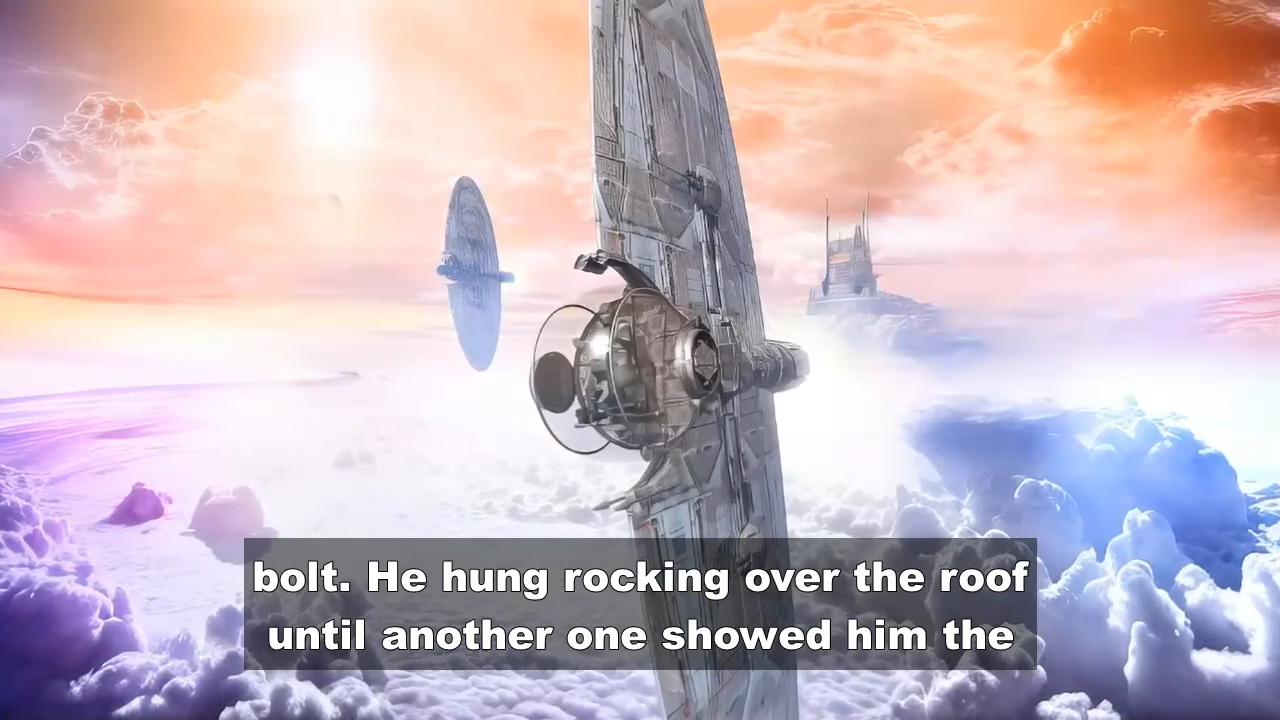 bolt. He hung rocking over the roof
until another one showed him the